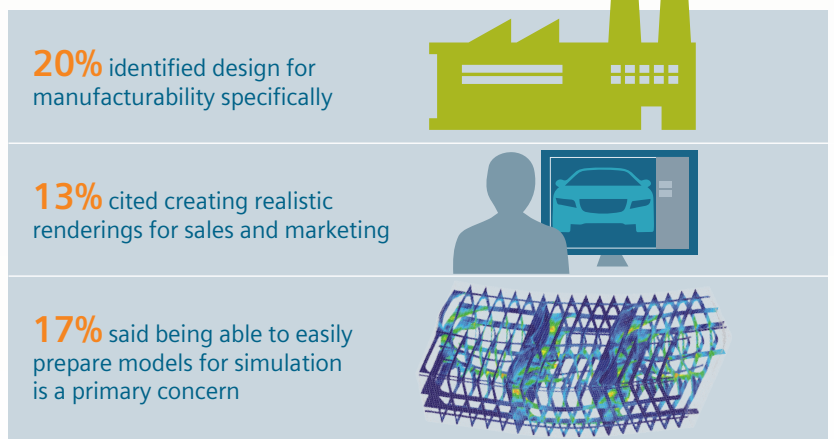 20% identified design for
manufacturability specifically
13% cited creating realistic
renderings for sales and marketing
17% said being able to easily
prepare models for simulation
is a primary concern